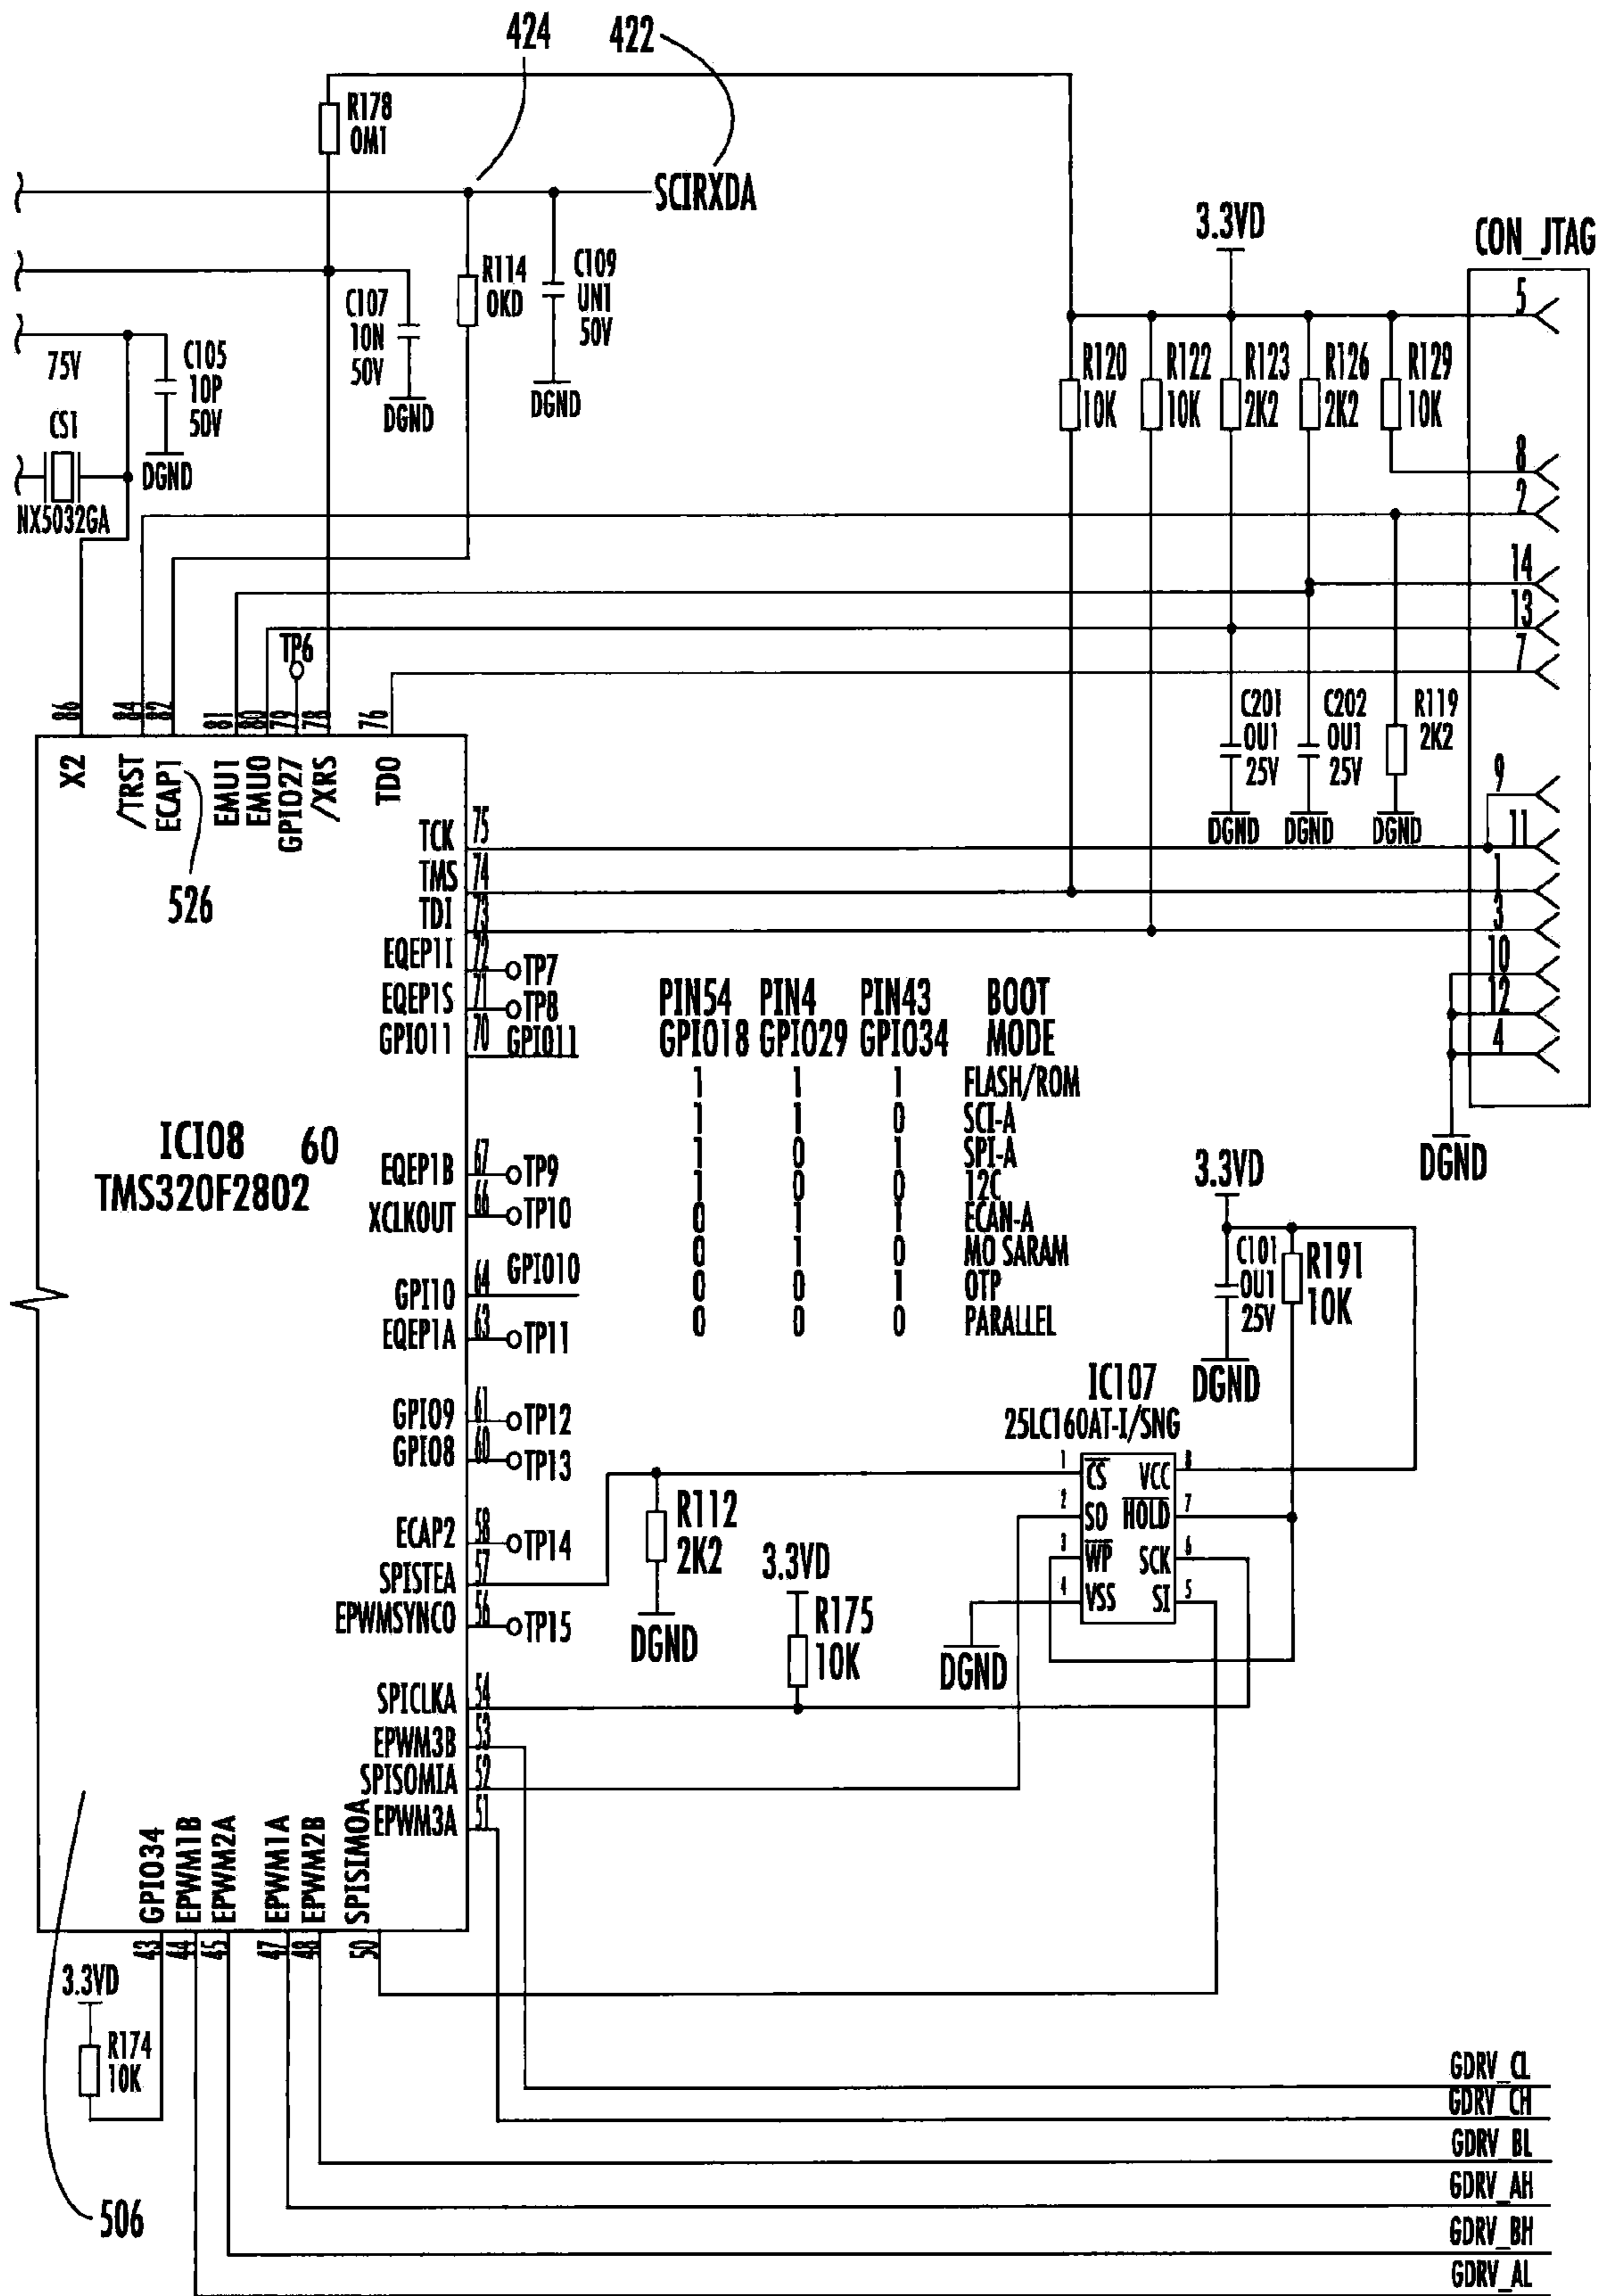 424
422
R178
0M1
SCIRXDA
3.3VD
CON_JTAG
R114
0KD
C109
UN1
50V
C107
10N
50V
DGND
DGND
75V
C105
10P
50V
CS1
DGND
NX5032GA
5
R120
10K
R122
10K
R123
2K2
R126
2K2
R129
10K
8
2
14
13
7
TP6
86
84
82
81
80
79
78
76
C201
0U1
25V
C202
0U1
25V
R119
2K2
DGND
DGND
DGND
X2
/TRST
ECAP1
EMU1
EMU0
GPIO27
/XRS
TDO
526
9
11
1
3
10
12
4
DGND
TCK 75
TMS 74
TDI 73
EQEP1I 72 TP7
EQEP1S 71 TP8
GPIO11 70 GPIO11
ICI08 60
TMS320F2802
EQEP1B 67 TP9
XCLKOUT 66 TP10
GPI10 64 GPIO10
EQEP1A 63 TP11
GPIO9 61 TP12
GPIO8 60 TP13
ECAP2 58 TP14
SPISTEA 57
EPWMSYNCO 56 TP15
SPICLKA 54
EPWM3B 53
SPISOMIA 52
EPWM3A 51
PIN54 PIN4 PIN43 BOOT
GPIO18 GPIO29 GPIO34 MODE
1 1 1 FLASH/ROM
1 1 0 SCI-A
1 0 1 SPI-A
1 0 0 12C
0 1 1 ECAN-A
0 1 0 MO SARAM
0 0 1 OTP
0 0 0 PARALLEL
3.3VD
C101
0U1
25V
R191
10K
DGND
IC107
25LC160AT-I/SNG
1 CS VCC 8
2 SO HOLD 7
3 WP SCK 6
4 VSS SI 5
R112
2K2
DGND
3.3VD
R175
10K
DGND
GPIO34
EPWM1B
EPWM2A
EPWM1A
EPWM2B
SPISIMOA
43
44
45
47
48
50
3.3VD
R174
10K
506
GDRV_CL
GDRV_CH
GDRV_BL
GDRV_AH
GDRV_BH
GDRV_AL